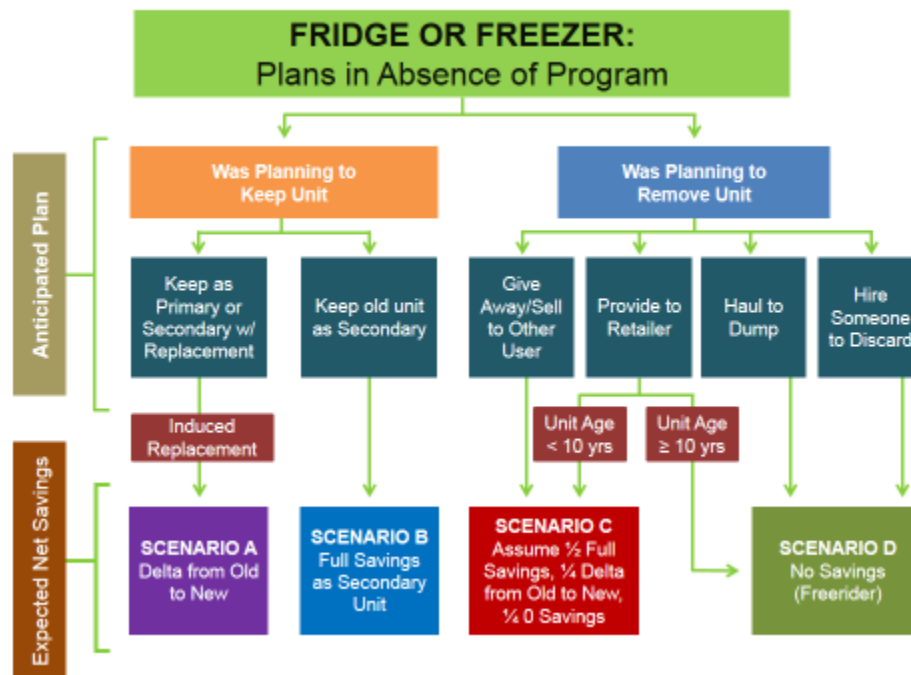 FRIDGE OR FREEZER:
Plans in Absence of Program
Anticipated Plan
Was Planning to
Keep Unit
Was Planning to
Remove Unit
Keep as
Primary or
Secondary w/
Replacement
Keep old unit
as Secondary
Give
Away/Sell
to Other
User
Provide to
Retailer
Haul to
Dump
Hire
Someone
to Discard
Induced
Replacement
Unit Age
< 10 yrs
Unit Age
≥ 10 yrs
Expected Net Savings
SCENARIO A
Delta from Old
to New
SCENARIO B
Full Savings
as Secondary
Unit
SCENARIO C
Assume ½ Full
Savings, ¼ Delta
from Old to New,
¼ 0 Savings
SCENARIO D
No Savings
(Freerider)